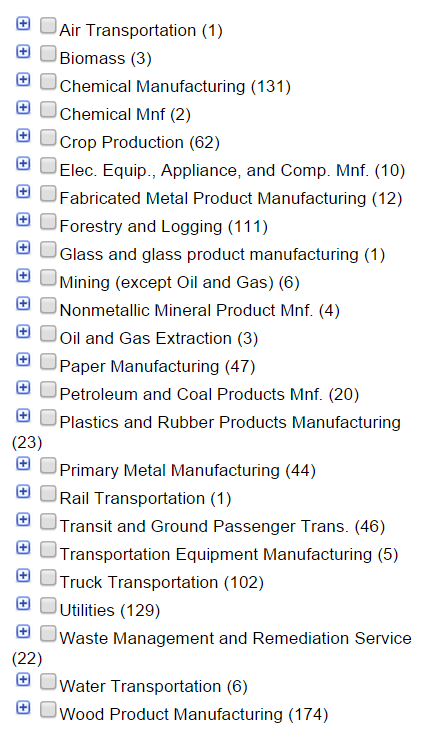 Air Transportation (1)
Biomass (3)
Chemical Manufacturing (131)
Chemical Mnf (2)
Crop Production (62)
Elec. Equip., Appliance, and Comp. Mnf. (10)
Fabricated Metal Product Manufacturing (12)
Forestry and Logging (111)
Glass and glass product manufacturing (1)
Mining (except Oil and Gas) (6)
Nonmetallic Mineral Product Mnf. (4)
Oil and Gas Extraction (3)
Paper Manufacturing (47)
Petroleum and Coal Products Mnf. (20)
Plastics and Rubber Products Manufacturing
(23)
Primary Metal Manufacturing (44)
Rail Transportation (1)
Transit and Ground Passenger Trans. (46)
Transportation Equipment Manufacturing (5)
Truck Transportation (102)
Utilities (129)
Waste Management and Remediation Service
(22)
Water Transportation (6)
Wood Product Manufacturing (174)